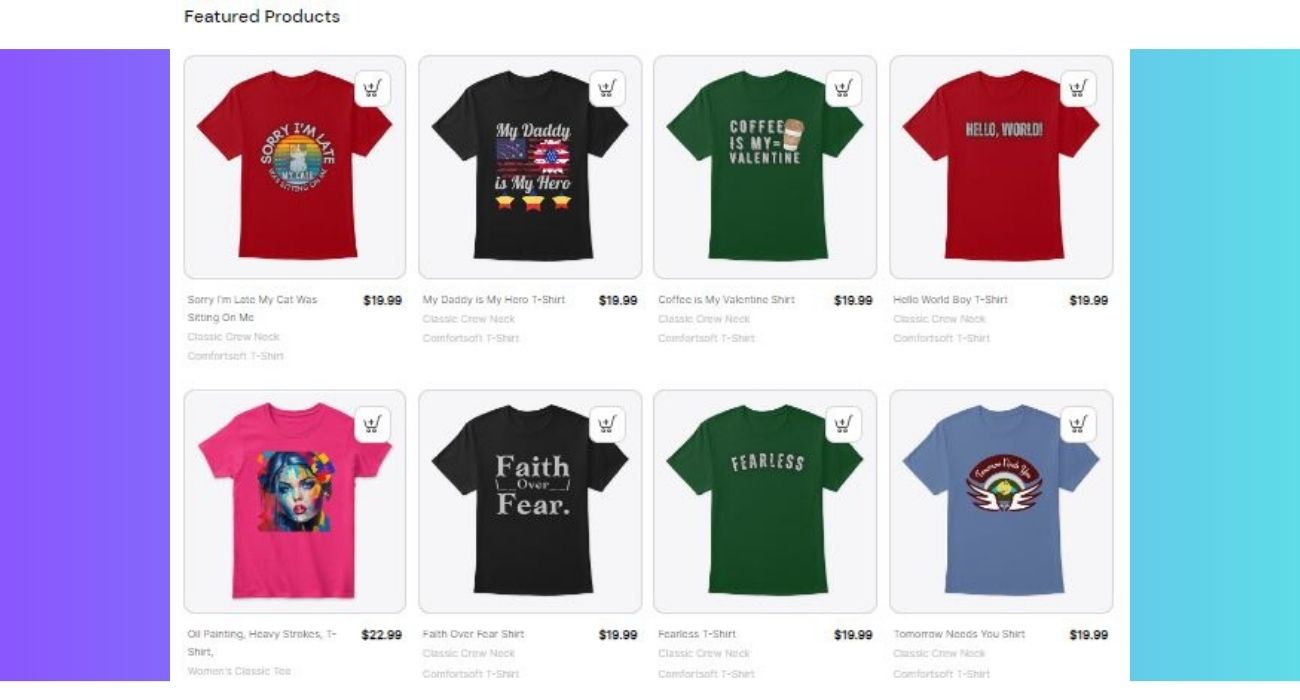 Featured Products
SORRY I'M LATE
MY CATE
WAS SITTING ON ME
My Daddy
is My Hero
COFFEE
IS MY=
VALENTINE
HELLO, WORLD!
Sorry I'm Late My Cat Was
Sitting On Me
$19.99
Classic Crew Neck
Comfortsoft T-Shirt
My Daddy is My Hero T-Shirt
$19.99
Classic Crew Neck
Comfortsoft T-Shirt
Coffee is My Valentine Shirt
$19.99
Classic Crew Neck
Comfortsoft T-Shirt
Hello World Boy T-Shirt
$19.99
Classic Crew Neck
Comfortsoft T-Shirt
Faith
Over
Fear.
FEARLESS
Tomorrow Needs You
Oil Painting, Heavy Strokes, T-
Shirt,
$22.99
Women's Classic Tee
Faith Over Fear Shirt
$19.99
Classic Crew Neck
Comfortsoft T-Shirt
Fearless T-Shirt
$19.99
Classic Crew Neck
Comfortsoft T-Shirt
Tomorrow Needs You Shirt
$19.99
Classic Crew Neck
Comfortsoft T-Shirt